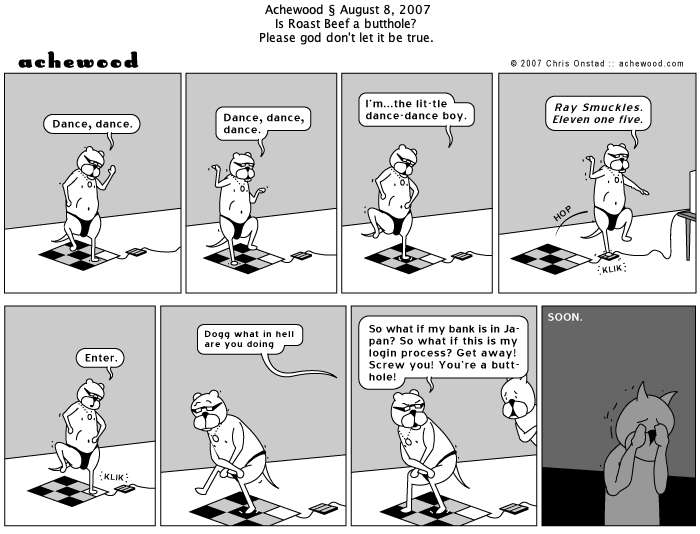 Achewood § August 8, 2007
Is Roast Beef a butthole?
Please god don't let it be true.
achewood
© 2007 Chris Onstad :: achewood.com
Dance, dance.
Dance, dance,
dance.
I'm...the lit-tle
dance-dance boy.
Ray Smuckles.
Eleven one five.
HOP
KLIK
Enter.
KLIK
Dogg what in hell
are you doing
So what if my bank is in Ja-
pan? So what if this is my
login process? Get away!
Screw you! You're a butt-
hole!
SOON.